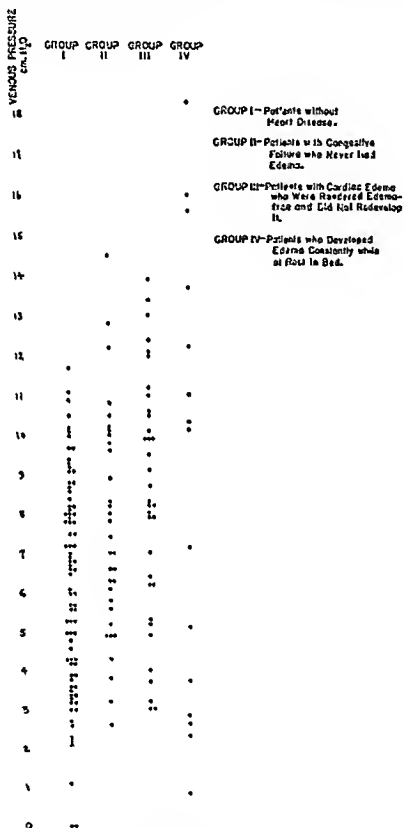 VENOUS PRESSURE
cm. H2O
GROUP I
GROUP II
GROUP III
GROUP IV
18
17
16
15
14
13
12
11
10
9
8
7
6
5
4
3
2
1
0
GROUP I-Patients without
Heart Disease.
GROUP II-Patients with Congestive
Failure who Never had
Edema.
GROUP III-Patients with Cardiac Edema
who Were Rendered Edema-
free and Did Not Redevelop
It.
GROUP IV-Patients who Developed
Edema Constantly while
at Rest in Bed.